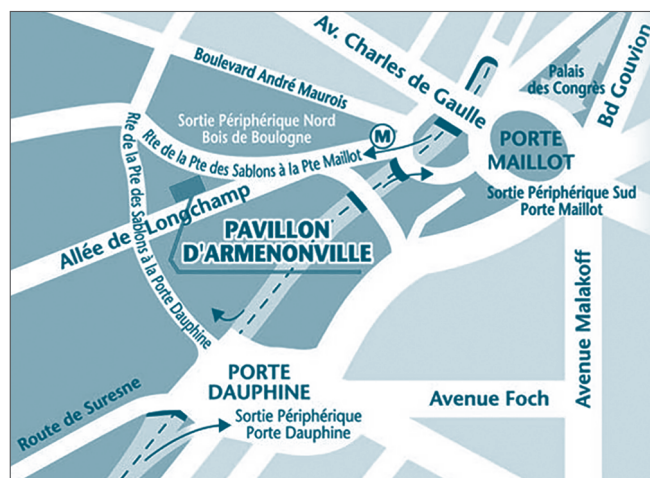 Av. Charles de Gaulle
Boulevard André Maurois
Palais
des Congrès
Bd Gouvion
Sortie Périphérique Nord
Bois de Boulogne
M
PORTE
MAILLOT
Rte de la Pte des Sablons à la Pte Maillot
Rte de la Pte des Sablons à la Porte Dauphine
Sortie Périphérique Sud
Porte Maillot
Allée de Longchamp
PAVILLON
D'ARMENONVILLE
Avenue Malakoff
PORTE
DAUPHINE
Avenue Foch
Route de Suresne
Sortie Périphérique
Porte Dauphine